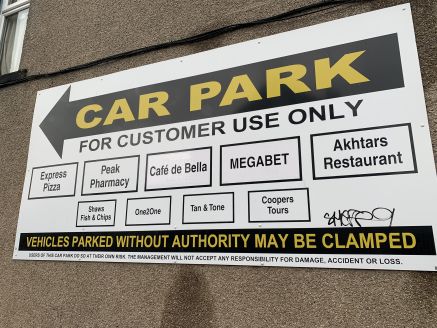 CAR PARK
FOR CUSTOMER USE ONLY
Express
Pizza
Peak
Pharmacy
Café de Bella
MEGABET
Akhtars
Restaurant
Shaws
Fish & Chips
One2One
Tan & Tone
Coopers
Tours
VEHICLES PARKED WITHOUT AUTHORITY MAY BE CLAMPED
USERS OF THIS CAR PARK DO SO AT THEIR OWN RISK. THE MANAGEMENT WILL NOT ACCEPT ANY RESPONSIBILITY FOR DAMAGE, ACCIDENT OR LOSS.